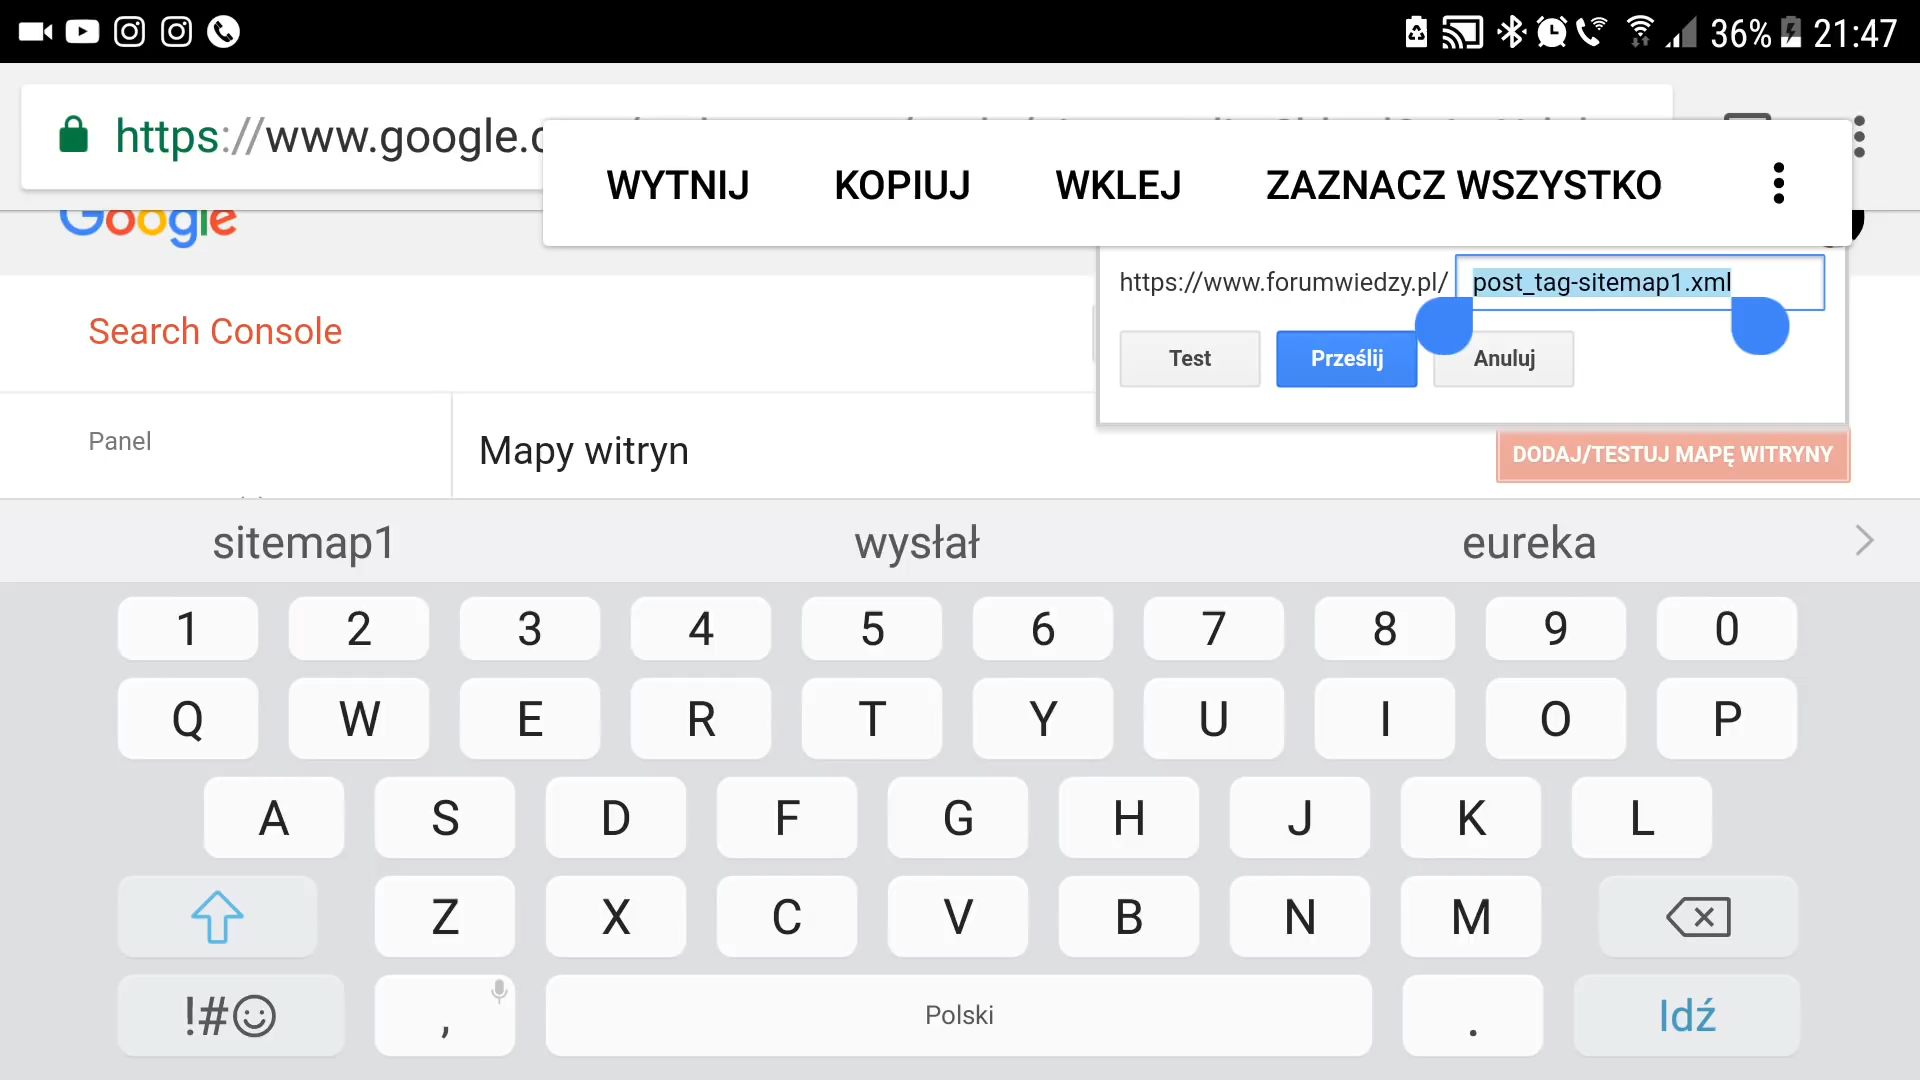 36% 21:47
https://www.google.c
WYTNIJ KOPIUJ WKLEJ ZAZNACZ WSZYSTKO
Google
https://www.forumwiedzy.pl/ post_tag-sitemap1.xml
Search Console
Test Prześlij Anuluj
Panel
Mapy witryn
DODAJ/TESTUJ MAPĘ WITRYNY
sitemap1 wysłał eureka
1 2 3 4 5 6 7 8 9 0
Q W E R T Y U I O P
A S D F G H J K L
Z X C V B N M
!#☺ , Polski . Idź